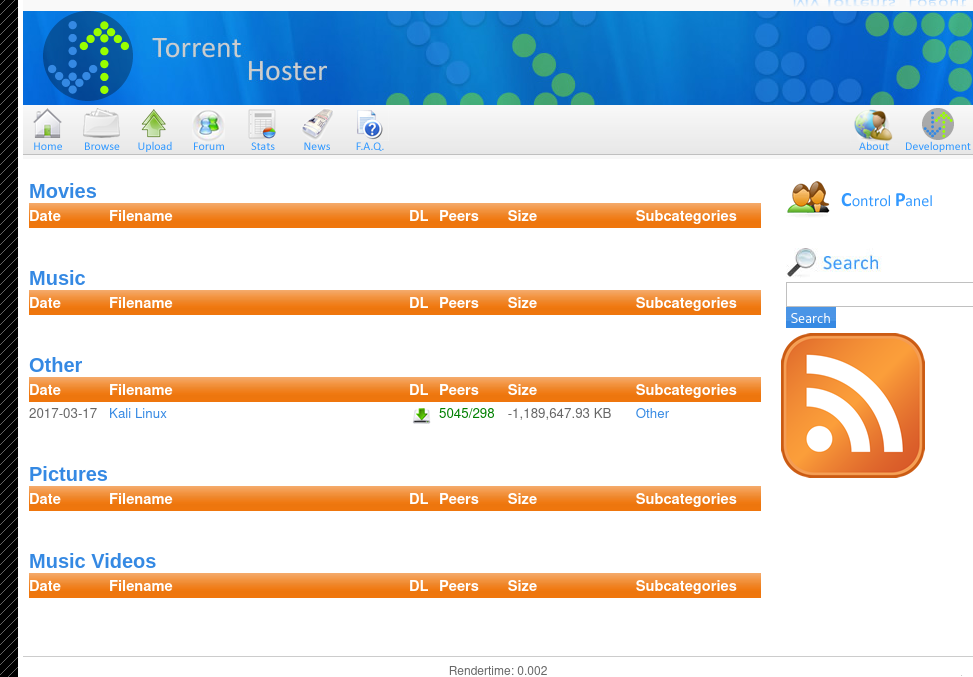 My Torrents Logout
Torrent
Hoster
Home Browse Upload Forum Stats News F.A.Q. About Development
Movies
Date Filename DL Peers Size Subcategories
Music
Date Filename DL Peers Size Subcategories
Other
Date Filename DL Peers Size Subcategories
2017-03-17 Kali Linux 5045/298 -1,189,647.93 KB Other
Pictures
Date Filename DL Peers Size Subcategories
Music Videos
Date Filename DL Peers Size Subcategories
Control Panel
Search
Search
Rendertime: 0.002